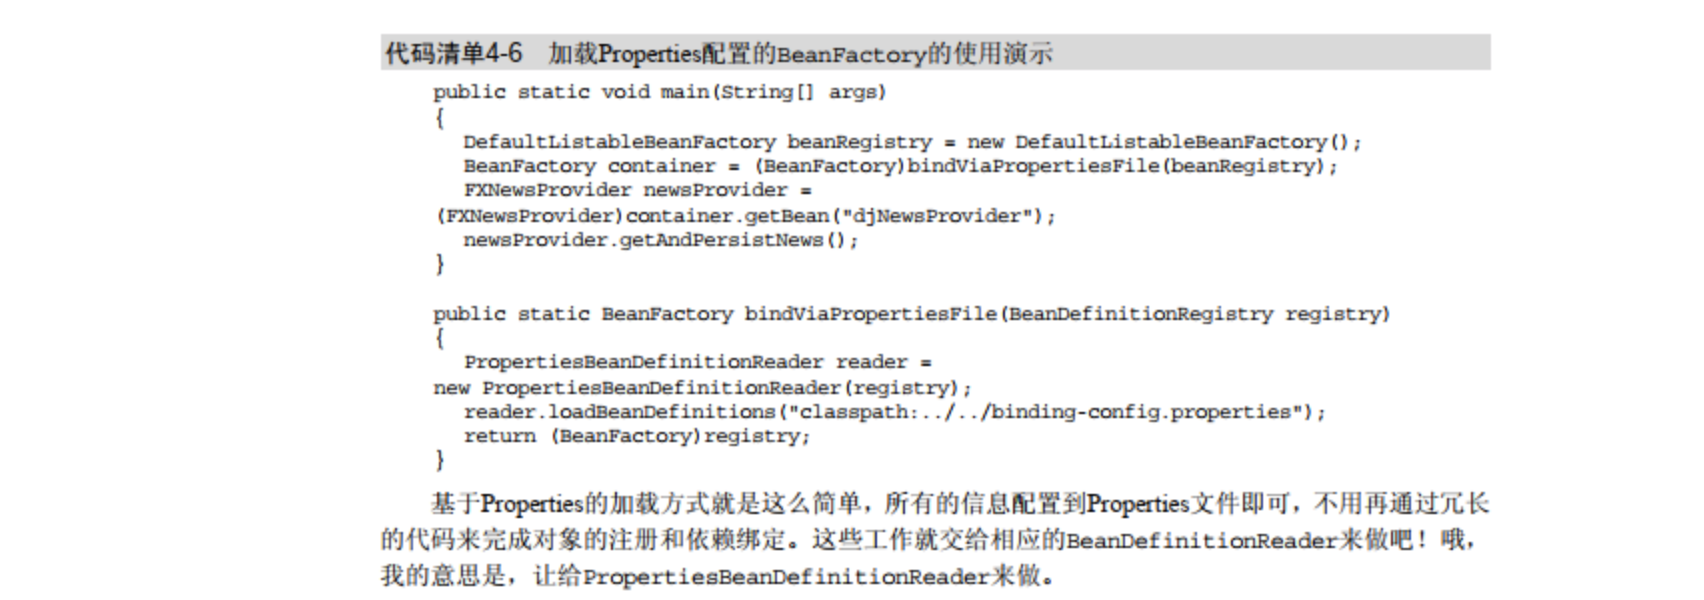 代码清单4-6 加载Properties配置的BeanFactory的使用演示
public static void main(String[] args)
{
DefaultListableBeanFactory beanRegistry = new DefaultListableBeanFactory();
BeanFactory container = (BeanFactory)bindViaPropertiesFile(beanRegistry);
FXNewsProvider newsProvider =
(FXNewsProvider)container.getBean("djNewsProvider");
newsProvider.getAndPersistNews();
}
public static BeanFactory bindViaPropertiesFile(BeanDefinitionRegistry registry)
{
PropertiesBeanDefinitionReader reader =
new PropertiesBeanDefinitionReader(registry);
reader.loadBeanDefinitions("classpath:../../binding-config.properties");
return (BeanFactory)registry;
}
基于Properties的加载方式就是这么简单，所有的信息配置到Properties文件即可，不用再通过冗长
的代码来完成对象的注册和依赖绑定。这些工作就交给相应的BeanDefinitionReader来做吧！哦，
我的意思是，让给PropertiesBeanDefinitionReader来做。